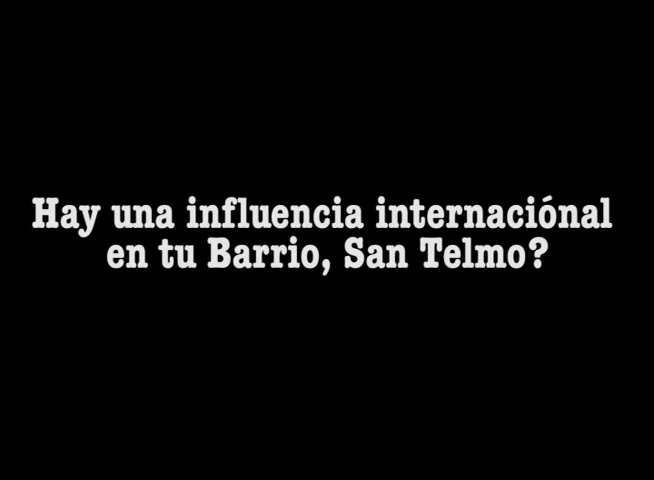 Hay una influencia internaciónal
en tu Barrio, San Telmo?